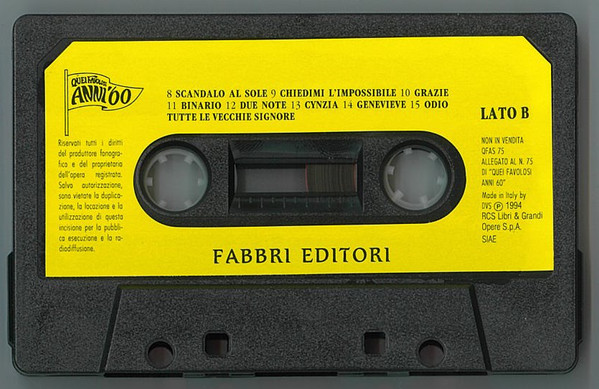 QUEI FAVOLOSI
ANNI '60
8 SCANDALO AL SOLE 9 CHIEDIMI L'IMPOSSIBILE 10 GRAZIE
11 BINARIO 12 DUE NOTE 13 CYNZIA 14 GENEVIEVE 15 ODIO
TUTTE LE VECCHIE SIGNORE
LATO B
Riservati tutti i diritti
del produttore fonogra-
fico e del proprietario
dell'opera registrata.
Salvo autorizzazione,
sono vietate la duplica-
zione, la locazione e la
utilizzazione di questa
incisione per la pubbli-
ca esecuzione e la ra-
diodiffusione.
NON IN VENDITA
QFAS 75
ALLEGATO AL N. 75
DI "QUEI FAVOLOSI
ANNI 60"
Made in Italy by
DVS Ⓟ 1994
RCS Libri & Grandi
Opere S.p.A.
SIAE
FABBRI EDITORI